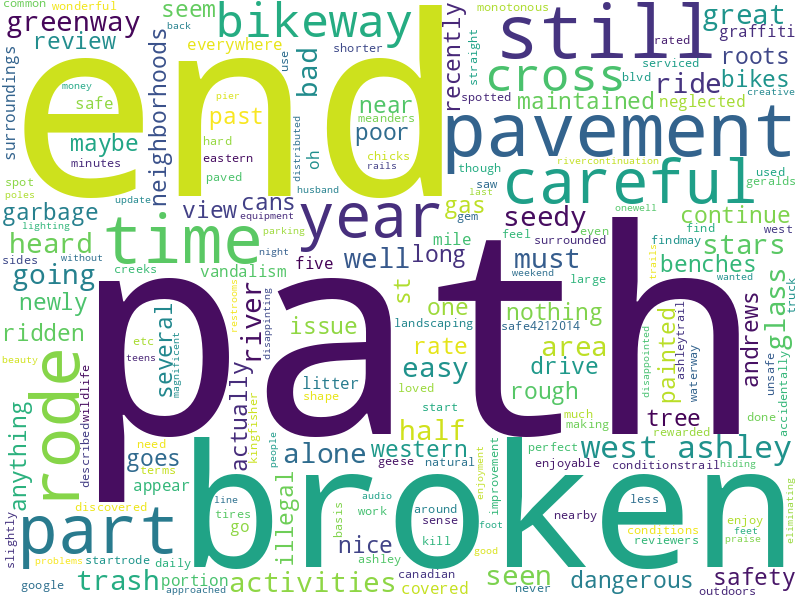 common
wonderful
greenway
back
seem
bikeway
still
monotonous
great
review
everywhere
shorter
rated
graffiti
end
bad
recently
straight
cross
blvd
serviced
roots
surroundings
money
use
neighborhoods
ride
bikes
safe
pier
past
near
spotted
maintained
neglected
creative
maybe
hard
distributed
meanders
poor
pavement
minutes
eastern
oh
chicks
though
rivercontinuation
spot
paved
rails
saw
used
geralds
poles
update
husband
careful
garbage
cans
year
last
onewell
lighting
equipment
view
gas
gem
seedy
continue
time
parking
heard
night
mile
feel
even
find
west
sides
without
five
well
long
surrounded
findmay
stars
going
creeks
vandalism
must
benches
truck
newly
st
weekend
large
wanted
trails
etc
river
restrooms
path
one
safe4212014
nothing
glass
ridden
several
issue
landscaping
disappointing
area
painted
ashleytrail
andrews
unsafe
beauty
teens
magnificent
rate
disappointed
waterway
accidentally
rode
describedwildlife
actually
litter
easy
drive
shape
rough
loved
start
much
making
tree
rewarded
done
anything
kingfisher
half
perfect
west ashley
goes
alone
western
people
geese
natural
enjoyable
conditionstrail
hiding
need
terms
appear
illegal
broken
enjoyment
improvement
eliminating
slightly
discovered
part
line
audio
around
less
conditions
enjoy
tires
basis
work
sense
foot
nearby
reviewers
feet
praise
problems
startrode
daily
go
nice
ashley
kill
good
google
approached
trash
portion
activities
canadian
covered
seen
never
dangerous
safety
outdoors